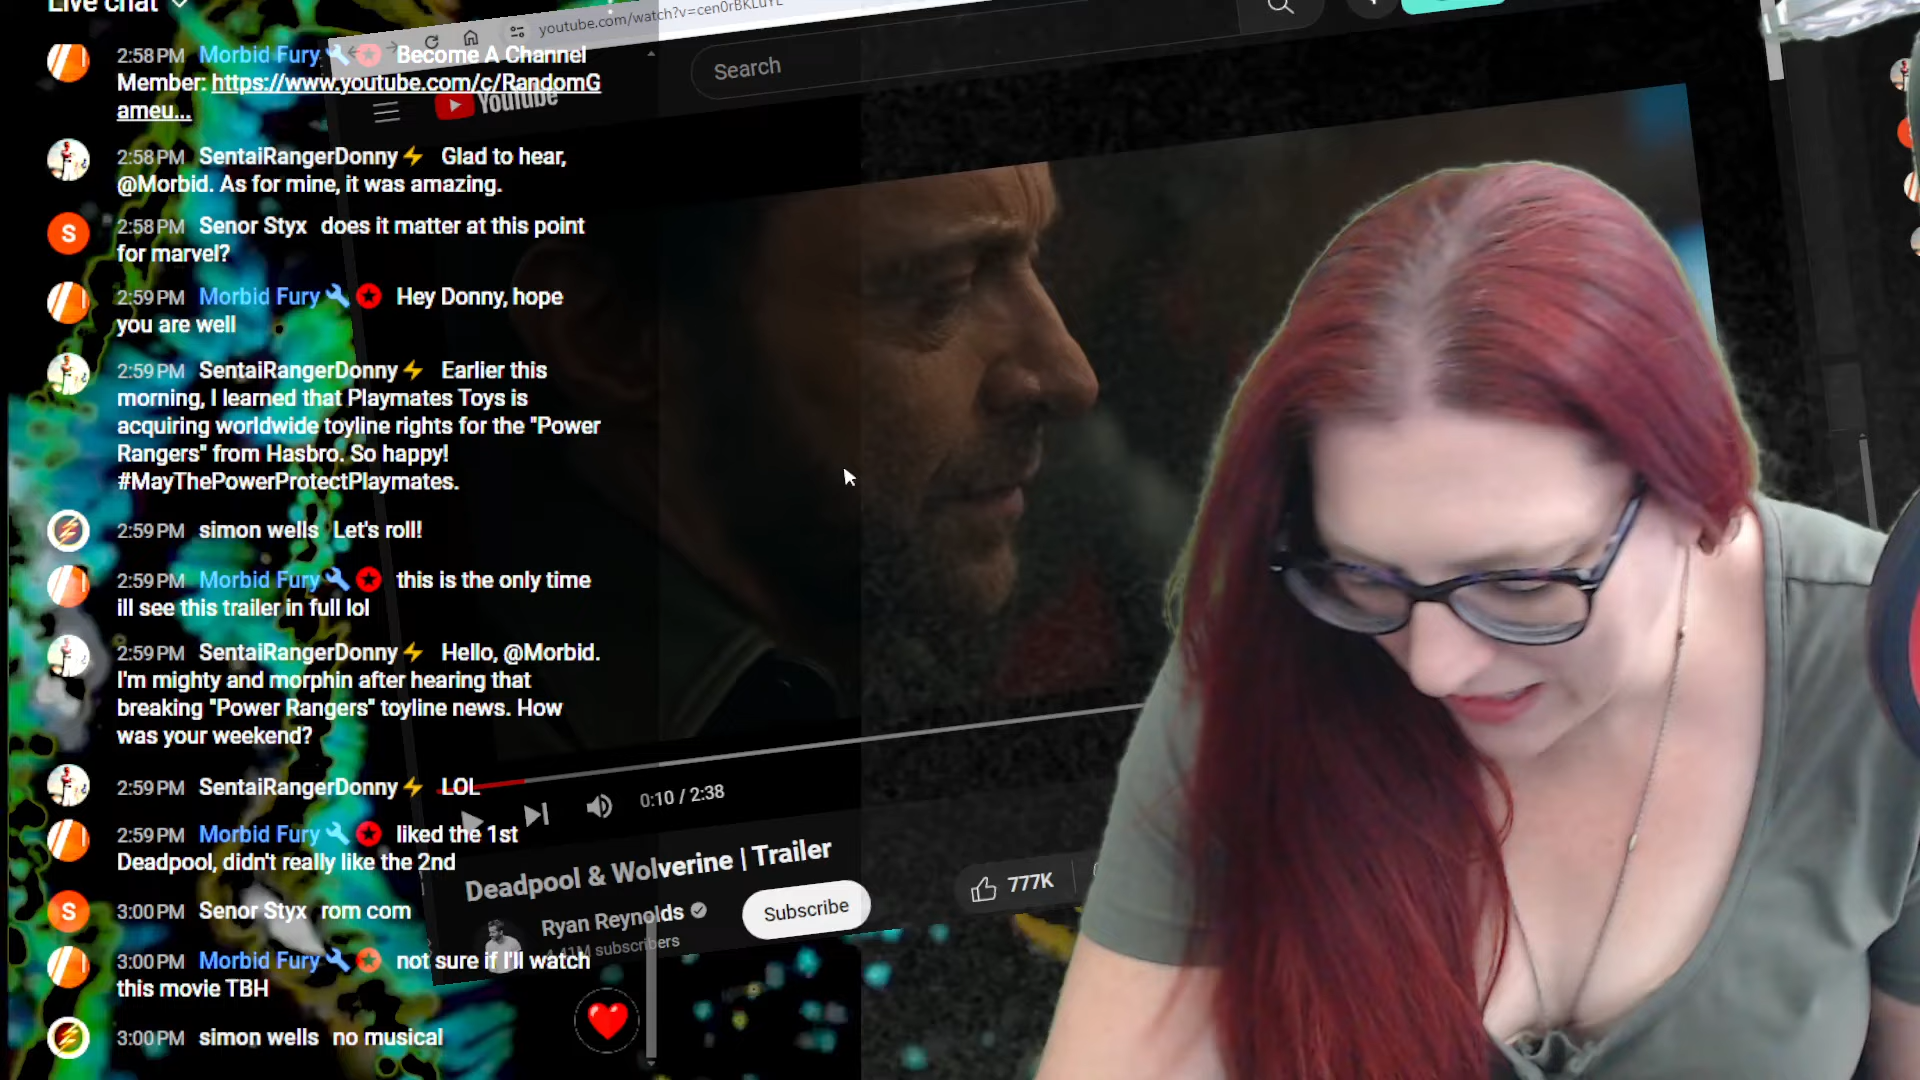 Live chat
2:58 PM Morbid Fury Become A Channel
Member: https://www.youtube.com/c/RandomG
ameu...
2:58 PM SentaiRangerDonny Glad to hear,
@Morbid. As for mine, it was amazing.
S 2:58 PM Senor Styx does it matter at this point
for marvel?
2:59 PM Morbid Fury Hey Donny, hope
you are well
2:59 PM SentaiRangerDonny Earlier this
morning, I learned that Playmates Toys is
acquiring worldwide toyline rights for the "Power
Rangers" from Hasbro. So happy!
#MayThePowerProtectPlaymates.
2:59 PM simon wells Let's roll!
2:59 PM Morbid Fury this is the only time
ill see this trailer in full lol
2:59 PM SentaiRangerDonny Hello, @Morbid.
I'm mighty and morphin after hearing that
breaking "Power Rangers" toyline news. How
was your weekend?
2:59 PM SentaiRangerDonny LOL
2:59 PM Morbid Fury liked the 1st
Deadpool, didn't really like the 2nd
S 3:00 PM Senor Styx rom com
3:00 PM Morbid Fury not sure if I'll watch
this movie TBH
3:00 PM simon wells no musical
youtube.com/watch?v=cen0rBKLuYE
YouTube
Search
0:10 / 2:38
Deadpool & Wolverine | Trailer
Ryan Reynolds
4.41M subscribers
Subscribe
777K